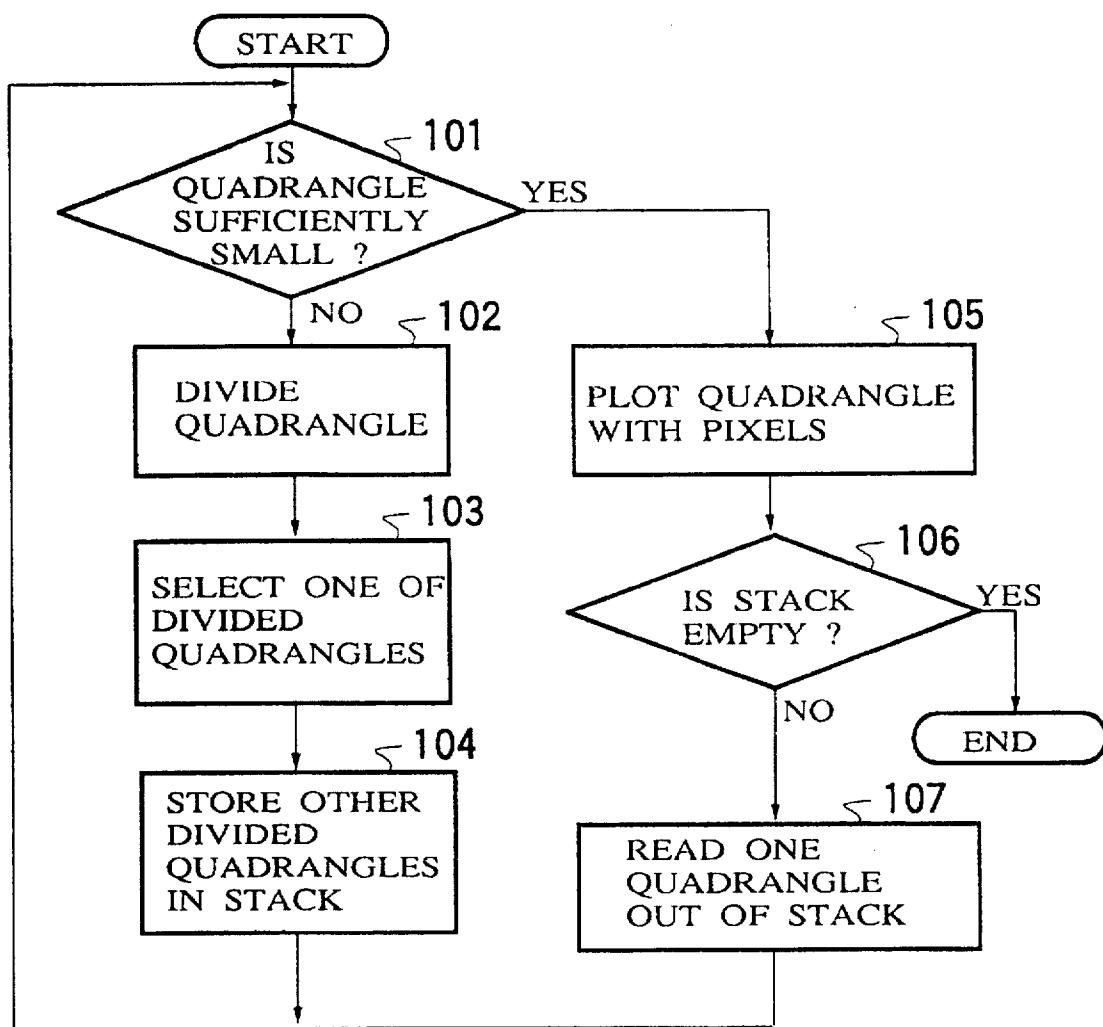 START
101
IS
QUADRANGLE
SUFFICIENTLY
SMALL ?
YES
NO
102
DIVIDE
QUADRANGLE
103
SELECT ONE OF
DIVIDED
QUADRANGLES
104
STORE OTHER
DIVIDED
QUADRANGLES
IN STACK
105
PLOT QUADRANGLE
WITH PIXELS
106
IS STACK
EMPTY ?
YES
NO
END
107
READ ONE
QUADRANGLE
OUT OF STACK